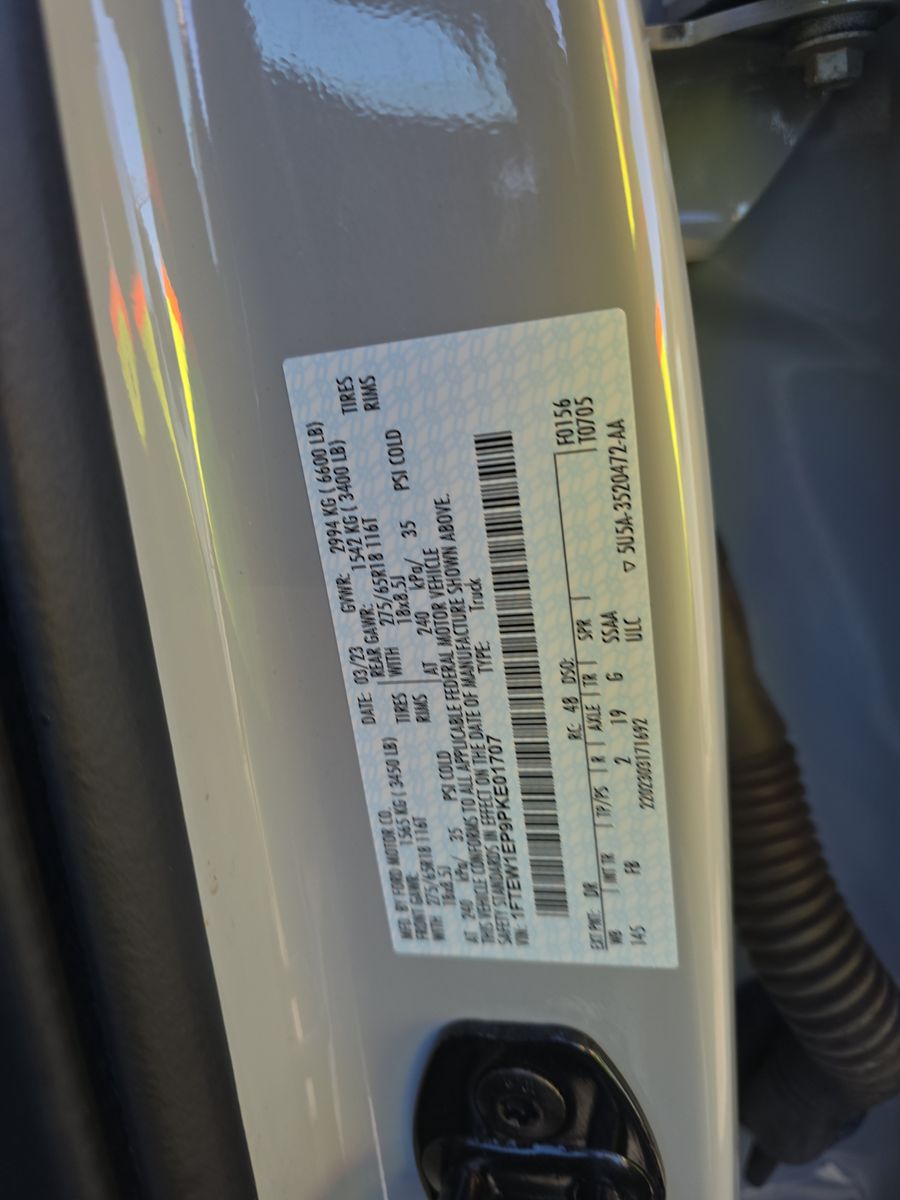 MFD. BY FORD MOTOR CO. DATE: 03/23 GVWR: 2994 KG ( 6600 LB)
FRONT GAWR: 1565 KG ( 3450 LB) REAR GAWR: 1542 KG ( 3400 LB)
WITH 275/65R18 116T TIRES WITH 275/65R18 116T TIRES
18x8.5J RIMS 18x8.5J RIMS
AT 240 kPa/ 35 PSI COLD AT 240 kPa/ 35 PSI COLD
THIS VEHICLE CONFORMS TO ALL APPLICABLE FEDERAL MOTOR VEHICLE
SAFETY STANDARDS IN EFFECT ON THE DATE OF MANUFACTURE SHOWN ABOVE.
VIN: 1FTEW1EP9PKE01707 TYPE: Truck
F0156
T0705
EXT PNT: DR RC: 48 DSO:
WB INT TR TP/PS R AXLE TR SPR
145 FB 2 19 G SSAA
2202303171692 ULC ▽ 5U5A-3520472-AA